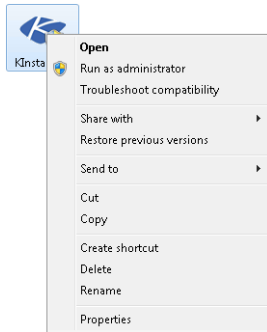 KInsta
Open
Run as administrator
Troubleshoot compatibility
Share with
Restore previous versions
Send to
Cut
Copy
Create shortcut
Delete
Rename
Properties